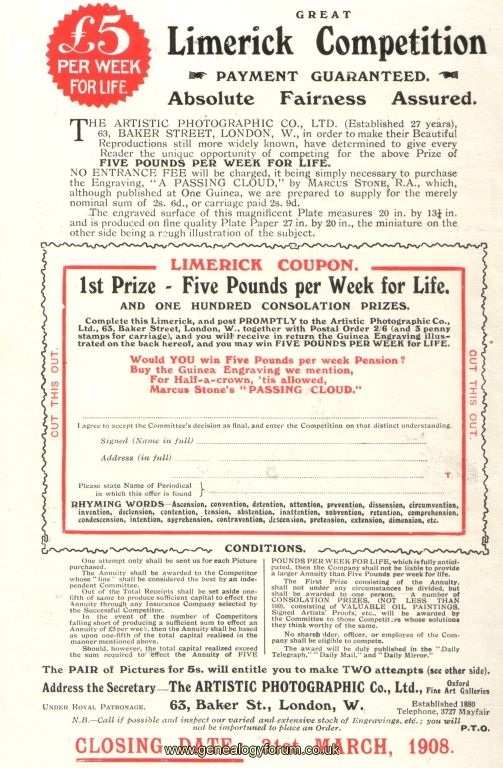 £5
PER WEEK
FOR LIFE
GREAT
Limerick Competition
PAYMENT GUARANTEED.
Absolute Fairness Assured.
THE ARTISTIC PHOTOGRAPHIC CO., LTD. (Established 27 years),
63, BAKER STREET, LONDON, W., in order to make their Beautiful
Reproductions still more widely known, have determined to give every
Reader the unique opportunity of competing for the above Prize of
FIVE POUNDS PER WEEK FOR LIFE.
NO ENTRANCE FEE will be charged, it being simply necessary to purchase
the Engraving, "A PASSING CLOUD," by MARCUS STONE, R.A., which,
although published at One Guinea, we are prepared to supply for the merely
nominal sum of 2s. 6d., or carriage paid 2s. 9d.
The engraved surface of this magnificent Plate measures 20 in. by 13¼ in.
and is produced on fine quality Plate Paper 27 in. by 20 in., the miniature on the
other side being a rough illustration of the subject.
CUT THIS OUT.
LIMERICK COUPON.
1st Prize - Five Pounds per Week for Life.
AND ONE HUNDRED CONSOLATION PRIZES.
Complete this Limerick, and post PROMPTLY to the Artistic Photographic Co.,
Ltd., 63, Baker Street, London, W., together with Postal Order 2/6 (and 3 penny
stamps for carriage), and you will receive in return the Guinea Engraving illus-
trated on the back hereof, and you may win FIVE POUNDS PER WEEK for LIFE.
Would YOU win Five Pounds per week Pension?
Buy the Guinea Engraving we mention,
For Half-a-crown, 'tis allowed,
Marcus Stone's "PASSING CLOUD."
I agree to accept the Committee's decision as final, and enter the Competition on that distinct understanding.
Signed (Name in full)
Address (in full)
G T
Please state Name of Periodical
in which this offer is found }
RHYMING WORDS—Ascension, convention, detention, attention, prevention, dissension, circumvention,
invention, declension, contention, tension, abstention, inattention, subvention, retention, comprehension,
condescension, intention, apprehension, contravention, descension, pretension, extension, dimension, etc.
CUT THIS OUT.
CONDITIONS.
One attempt only shall be sent us for each Picture
purchased.
The Annuity shall be awarded to the Competitor
whose "line" shall be considered the best by an inde-
pendent Committee.
Out of the Total Receipts shall be set aside one-
fifth of same to produce sufficient capital to effect the
Annuity through any Insurance Company selected by
the Successful Competitor.
In the event of the number of Competitors
falling short of producing a sufficient sum to effect an
Annuity of £5 per week, then the Annuity shall be based
as upon one-fifth of the total capital realised in the
manner mentioned above.
Should, however, the total capital realised exceed
the sum required to effect the Annuity of FIVE
POUNDS PER WEEK FOR LIFE, which is fully antici-
pated, then the Company shall not be liable to provide
a larger Annuity than Five Pounds per week for life.
The First Prize consisting of the Annuity,
shall not under any circumstances be divided, but
shall be awarded to one person. A number of
CONSOLATION PRIZES, (NOT LESS THAN
100), consisting of VALUABLE OIL PAINTINGS,
Signed Artists' Proofs, etc., will be awarded by
the Committee to those Competitors whose solutions
they think worthy of the same.
No shareholder, officer, or employee of the Com-
pany shall be eligible to compete.
The award will be duly published in the "Daily
Telegraph," "Daily Mail," and "Daily Mirror."
The PAIR of Pictures for 5s. will entitle you to make TWO attempts (see other side).
Address the Secretary—The ARTISTIC PHOTOGRAPHIC Co., Ltd., Oxford Fine Art Galleries
UNDER ROYAL PATRONAGE. 63, Baker St., London, W. Established 1880
Telephone, 3727 Mayfair
N.B.—Call if possible and inspect our varied and extensive stock of Engravings, etc.; you will
not be importuned to place an Order. P.T.O.
CLOSING DATE 31st MARCH, 1908.
www.genealogyforum.co.uk